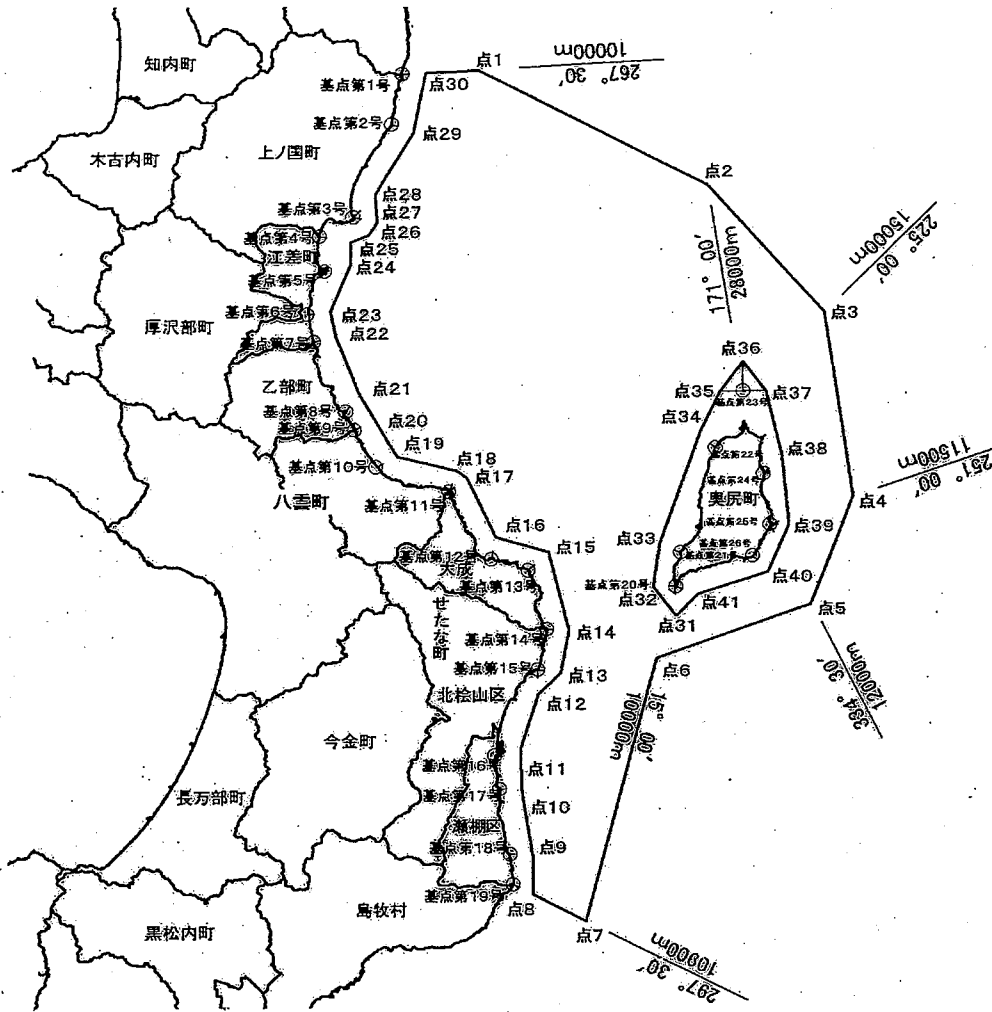 点1
267° 30′
10000m
知内町
基点第1号
点30
基点第2号
点29
木古内町
上ノ国町
点2
点28
基点第3号
点27
点26
基点第4号
江差町
点25
点24
基点第5号
225° 00′
15000m
171° 00′
28000m
点3
基点第6号
点23
厚沢部町
点22
基点第7号
点36
乙部町
点21
点35
基点第23号
点37
点34
基点第8号
点20
基点第9号
点19
点38
基点第10号
点18
基点第22号
点17
基点第24号
251° 00′
11500m
八雲町
基点第11号
奥尻町
点4
点16
基点第25号
点39
点15
点33
基点第12号
大成
基点第26号
基点第21号
基点第13号
点40
基点第20号
点32
点41
せたな町
点31
点5
基点第14号
点14
点6
334° 30′
12000m
基点第15号
点13
北桧山区
点12
15° 00′
10000m
今金町
基点第16号
点11
長万部町
基点第17号
点10
瀬棚区
基点第18号
点9
基点第19号
点8
島牧村
点7
黒松内町
297° 30′
10900m